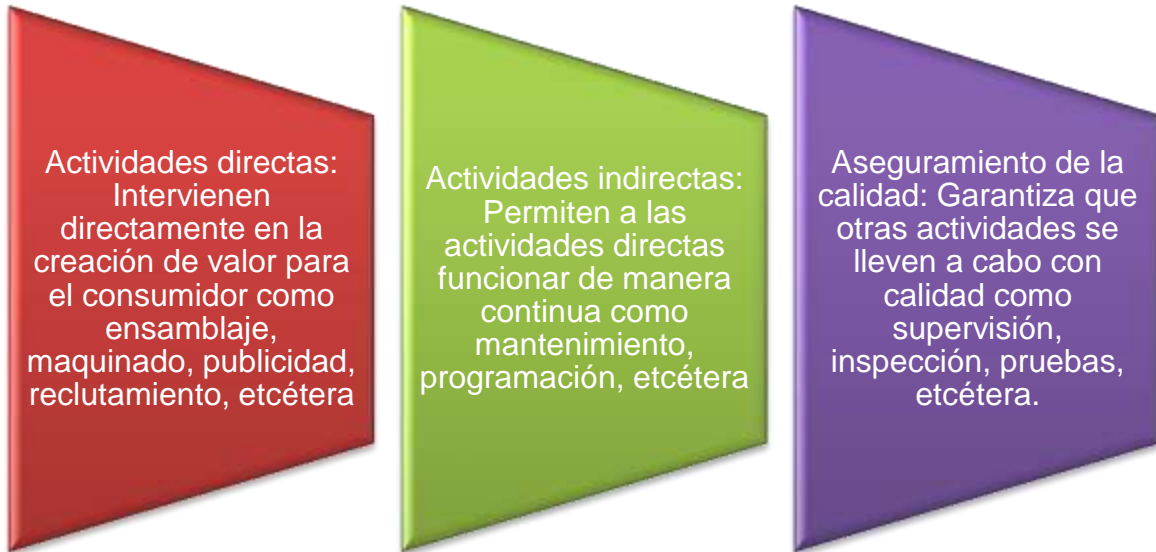 Actividades directas:
Intervienen
directamente en la
creación de valor para
el consumidor como
ensamblaje,
maquinado, publicidad,
reclutamiento, etcétera
Actividades indirectas:
Permiten a las
actividades directas
funcionar de manera
continua como
mantenimiento,
programación, etcétera
Aseguramiento de la
calidad: Garantiza que
otras actividades se
lleven a cabo con
calidad como
supervisión,
inspección, pruebas,
etcétera.